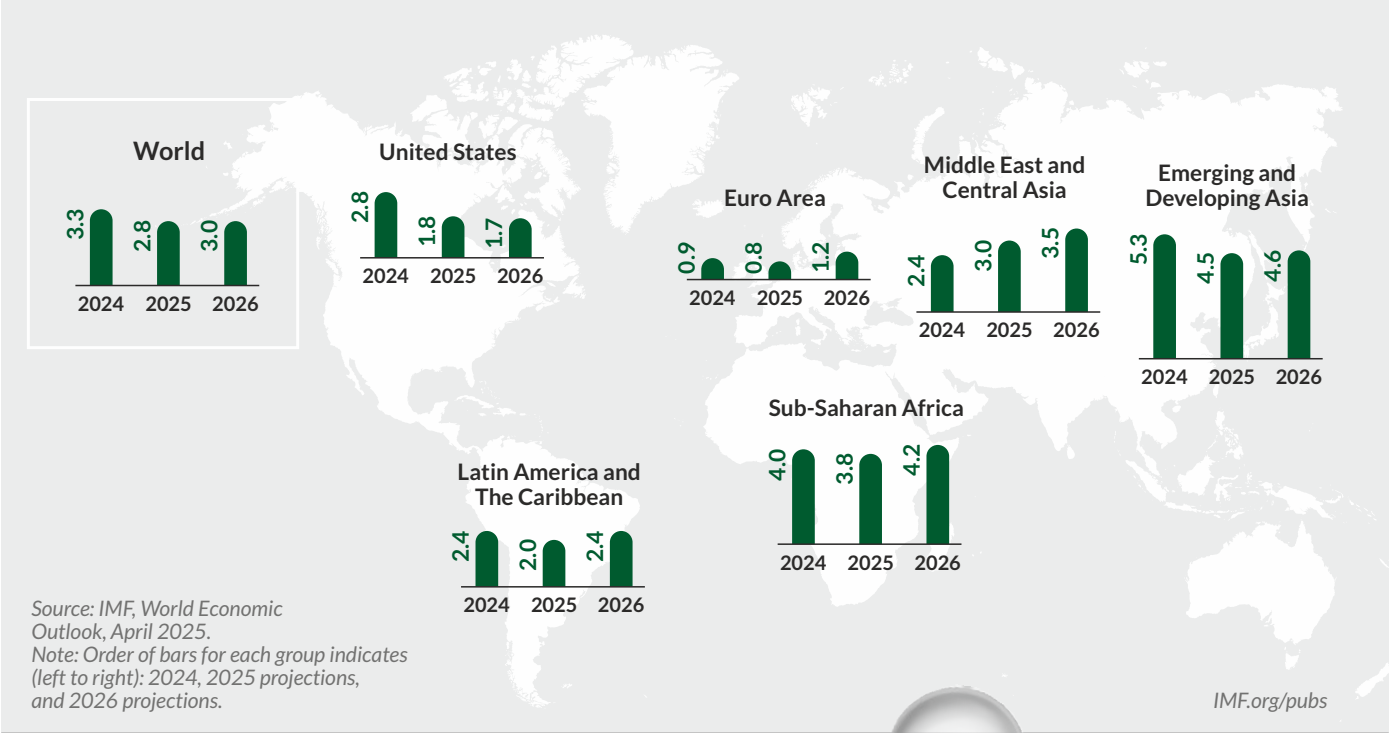 World
3.3
2.8
3.0
2024 2025 2026
United States
2.8
1.8
1.7
2024 2025 2026
Euro Area
0.9
0.8
1.2
2024 2025 2026
Middle East and
Central Asia
2.4
3.0
3.5
2024 2025 2026
Emerging and
Developing Asia
5.3
4.5
4.6
2024 2025 2026
Latin America and
The Caribbean
2.4
2.0
2.4
2024 2025 2026
Sub-Saharan Africa
4.0
3.8
4.2
2024 2025 2026
Source: IMF, World Economic
Outlook, April 2025.
Note: Order of bars for each group indicates
(left to right): 2024, 2025 projections,
and 2026 projections.
IMF.org/pubs